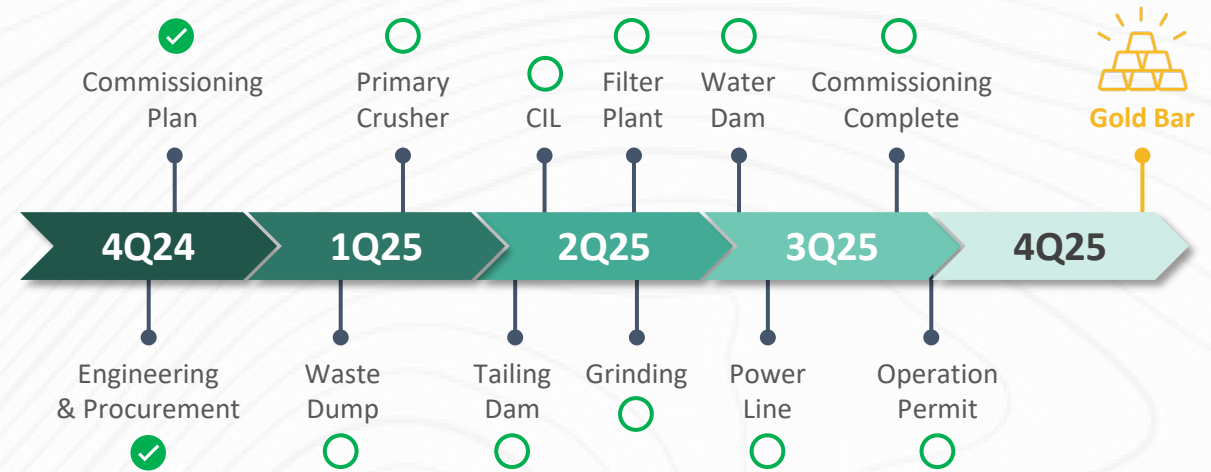 Commissioning
Plan
Primary
Crusher
CIL
Filter
Plant
Water
Dam
Commissioning
Complete
Gold Bar
4Q24
1Q25
2Q25
3Q25
4Q25
Engineering
& Procurement
Waste
Dump
Tailing
Dam
Grinding
Power
Line
Operation
Permit